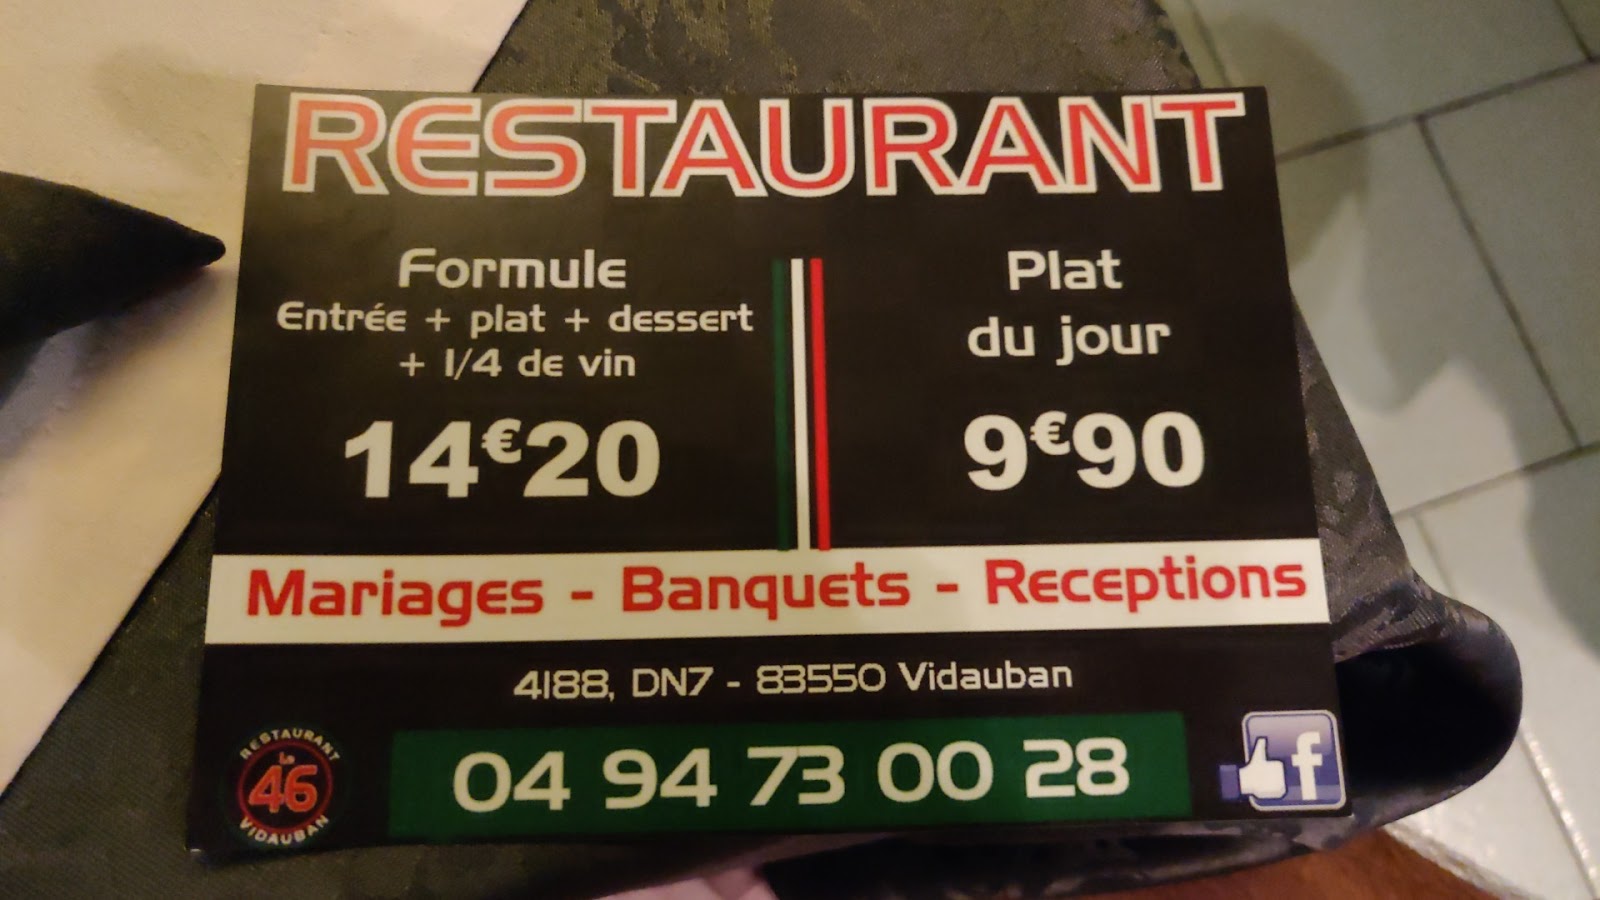 RESTAURANT
Formule
Entrée + plat + dessert
+ 1/4 de vin
14€20
Plat
du jour
9€90
Mariages - Banquets - Receptions
4188, DN7 - 83550 Vidauban
RESTAURANT
Le
46
VIDAUBAN
04 94 73 00 28
f